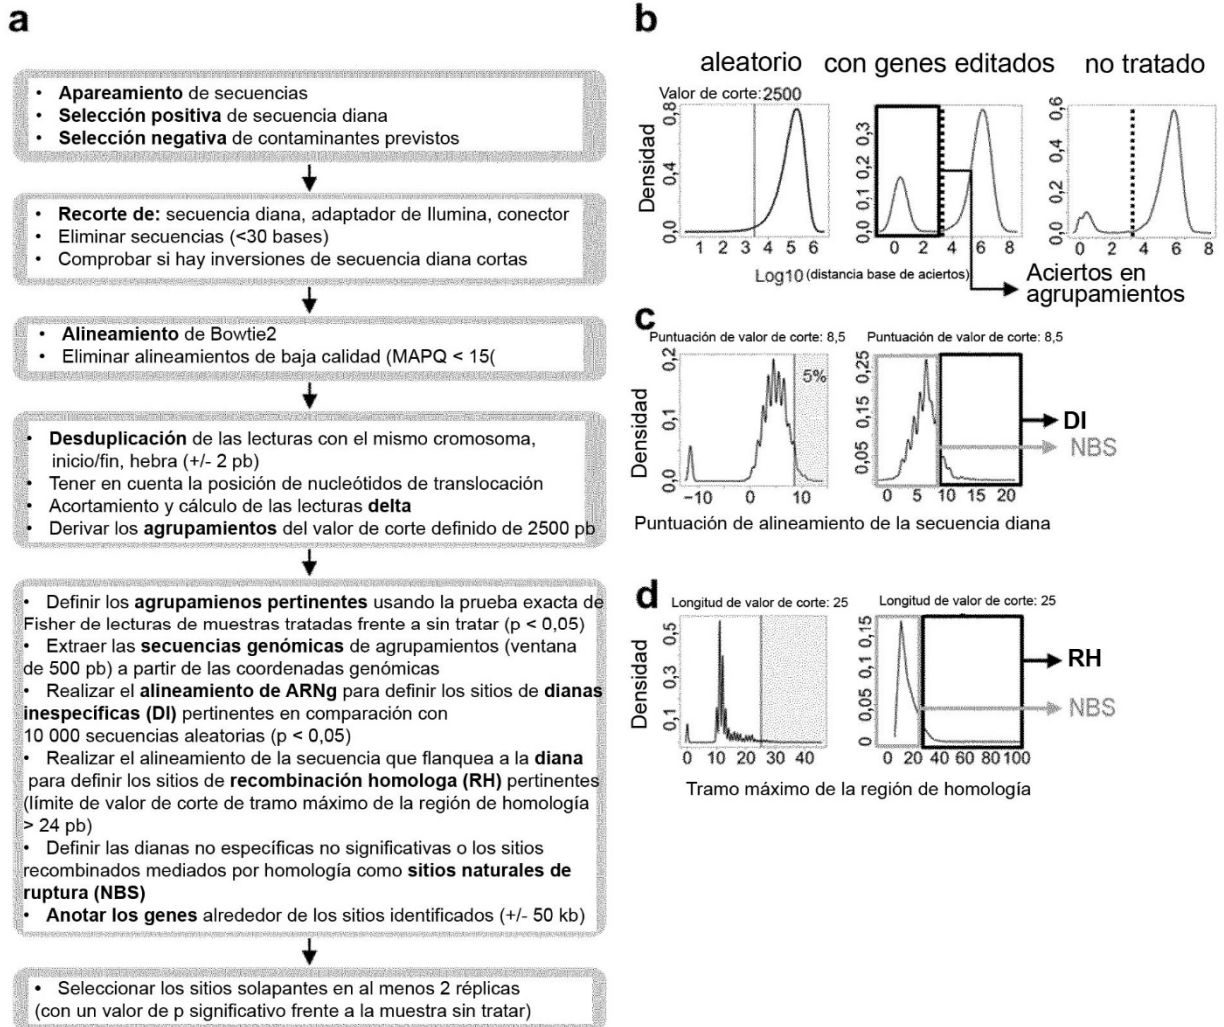 a
• Apareamiento de secuencias
• Selección positiva de secuencia diana
• Selección negativa de contaminantes previstos
• Recorte de: secuencia diana, adaptador de Ilumina, conector
• Eliminar secuencias (<30 bases)
• Comprobar si hay inversiones de secuencia diana cortas
• Alineamiento de Bowtie2
• Eliminar alineamientos de baja calidad (MAPQ < 15(
• Desduplicación de las lecturas con el mismo cromosoma,
inicio/fin, hebra (+/- 2 pb)
• Tener en cuenta la posición de nucleótidos de translocación
• Acortamiento y cálculo de las lecturas delta
• Derivar los agrupamientos del valor de corte definido de 2500 pb
• Definir los agrupamienos pertinentes usando la prueba exacta de
Fisher de lecturas de muestras tratadas frente a sin tratar (p < 0,05)
• Extraer las secuencias genómicas de agrupamientos (ventana
de 500 pb) a partir de las coordenadas genómicas
• Realizar el alineamiento de ARNg para definir los sitios de dianas
inespecíficas (DI) pertinentes en comparación con
10 000 secuencias aleatorias (p < 0,05)
• Realizar el alineamiento de la secuencia que flanquea a la diana
para definir los sitios de recombinación homologa (RH) pertinentes
(límite de valor de corte de tramo máximo de la región de homología
> 24 pb)
• Definir las dianas no específicas no significativas o los sitios
recombinados mediados por homología como sitios naturales de
ruptura (NBS)
• Anotar los genes alrededor de los sitios identificados (+/- 50 kb)
• Seleccionar los sitios solapantes en al menos 2 réplicas
(con un valor de p significativo frente a la muestra sin tratar)
b
aleatorio con genes editados no tratado
Valor de corte: 2500
Densidad
0,8
0,4
0,0
1 2 3 4 5 6
0,3
0,2
0,1
0,0
0 2 4 6 8
0,6
0,4
0,2
0,0
0 2 4 6 8
Log10 (distancia base de aciertos)
Aciertos en
agrupamientos
c
Puntuación de valor de corte: 8,5
Puntuación de valor de corte: 8,5
Densidad
0,2
0,1
0,0
5%
−10 0 10
0,25
0,15
0,05
0 5 10 15 20
DI
NBS
Puntuación de alineamiento de la secuencia diana
d
Longitud de valor de corte: 25
Longitud de valor de corte: 25
Densidad
0,5
0,3
0,1
0 10 20 30 40
0,15
0,1
0,05
0
0 20 40 60 80 100
RH
NBS
Tramo máximo de la región de homología